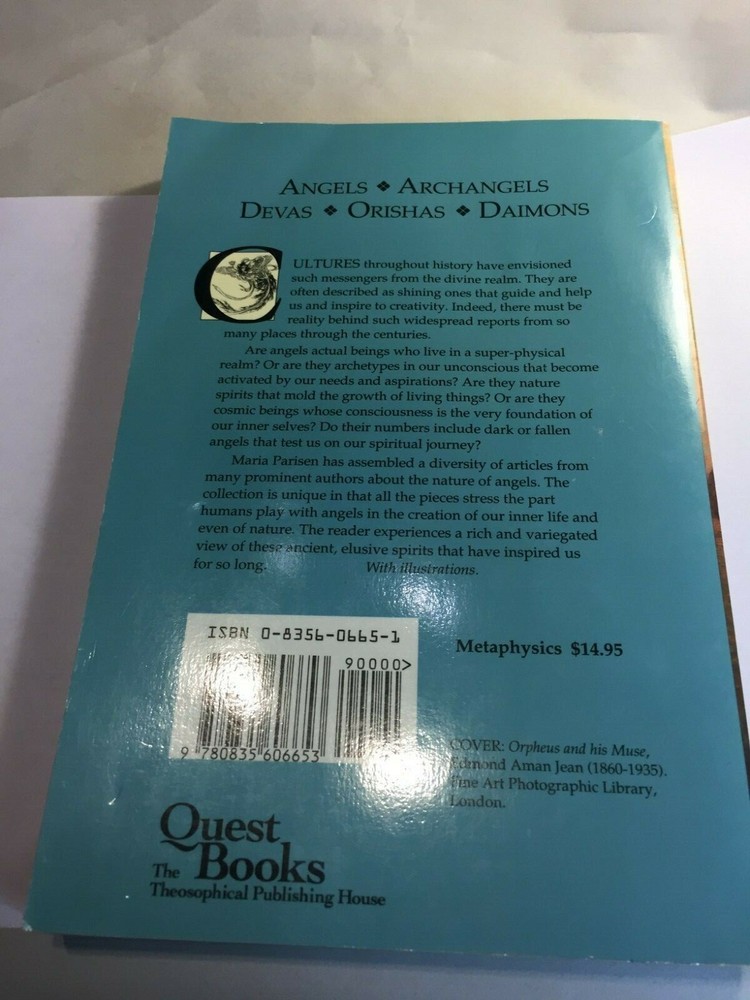 ANGELS ❖ ARCHANGELS
DEVAS ❖ ORISHAS ❖ DAIMONS
CULTURES throughout history have envisioned
such messengers from the divine realm. They are
often described as shining ones that guide and help
us and inspire to creativity. Indeed, there must be
reality behind such widespread reports from so
many places through the centuries.
Are angels actual beings who live in a super-physical
realm? Or are they archetypes in our unconscious that become
activated by our needs and aspirations? Are they nature
spirits that mold the growth of living things? Or are they
cosmic beings whose consciousness is the very foundation of
our inner selves? Do their numbers include dark or fallen
angels that test us on our spiritual journey?
Maria Parisen has assembled a diversity of articles from
many prominent authors about the nature of angels. The
collection is unique in that all the pieces stress the part
humans play with angels in the creation of our inner life and
even of nature. The reader experiences a rich and variegated
view of these ancient, elusive spirits that have inspired us
for so long. With illustrations.
ISBN 0-8356-0665-1
90000>
9 780835 606653
Metaphysics $14.95
COVER: Orpheus and his Muse,
Edmond Aman Jean (1860-1935).
Fine Art Photographic Library,
London.
Quest
Books
The
Theosophical Publishing House